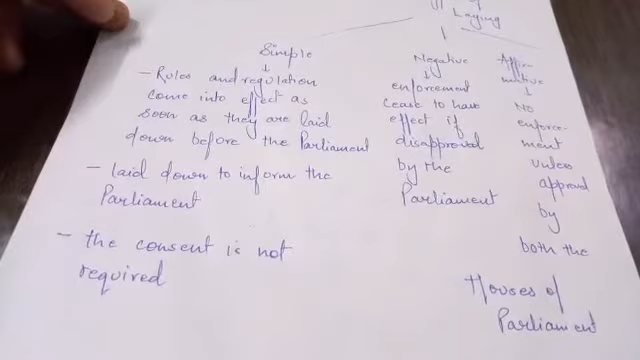 Laying
Simple
- Rules and regulation
come into effect as
soon as they are laid
down before the Parliament
- laid down to inform the
Parliament
- the consent is not
required
Negative
enforcement
cease to have
effect if
disapproval
by the
Parliament
Affir-
mative
No
enforce-
ment
unless
approval
by
both the
Houses of
Parliament